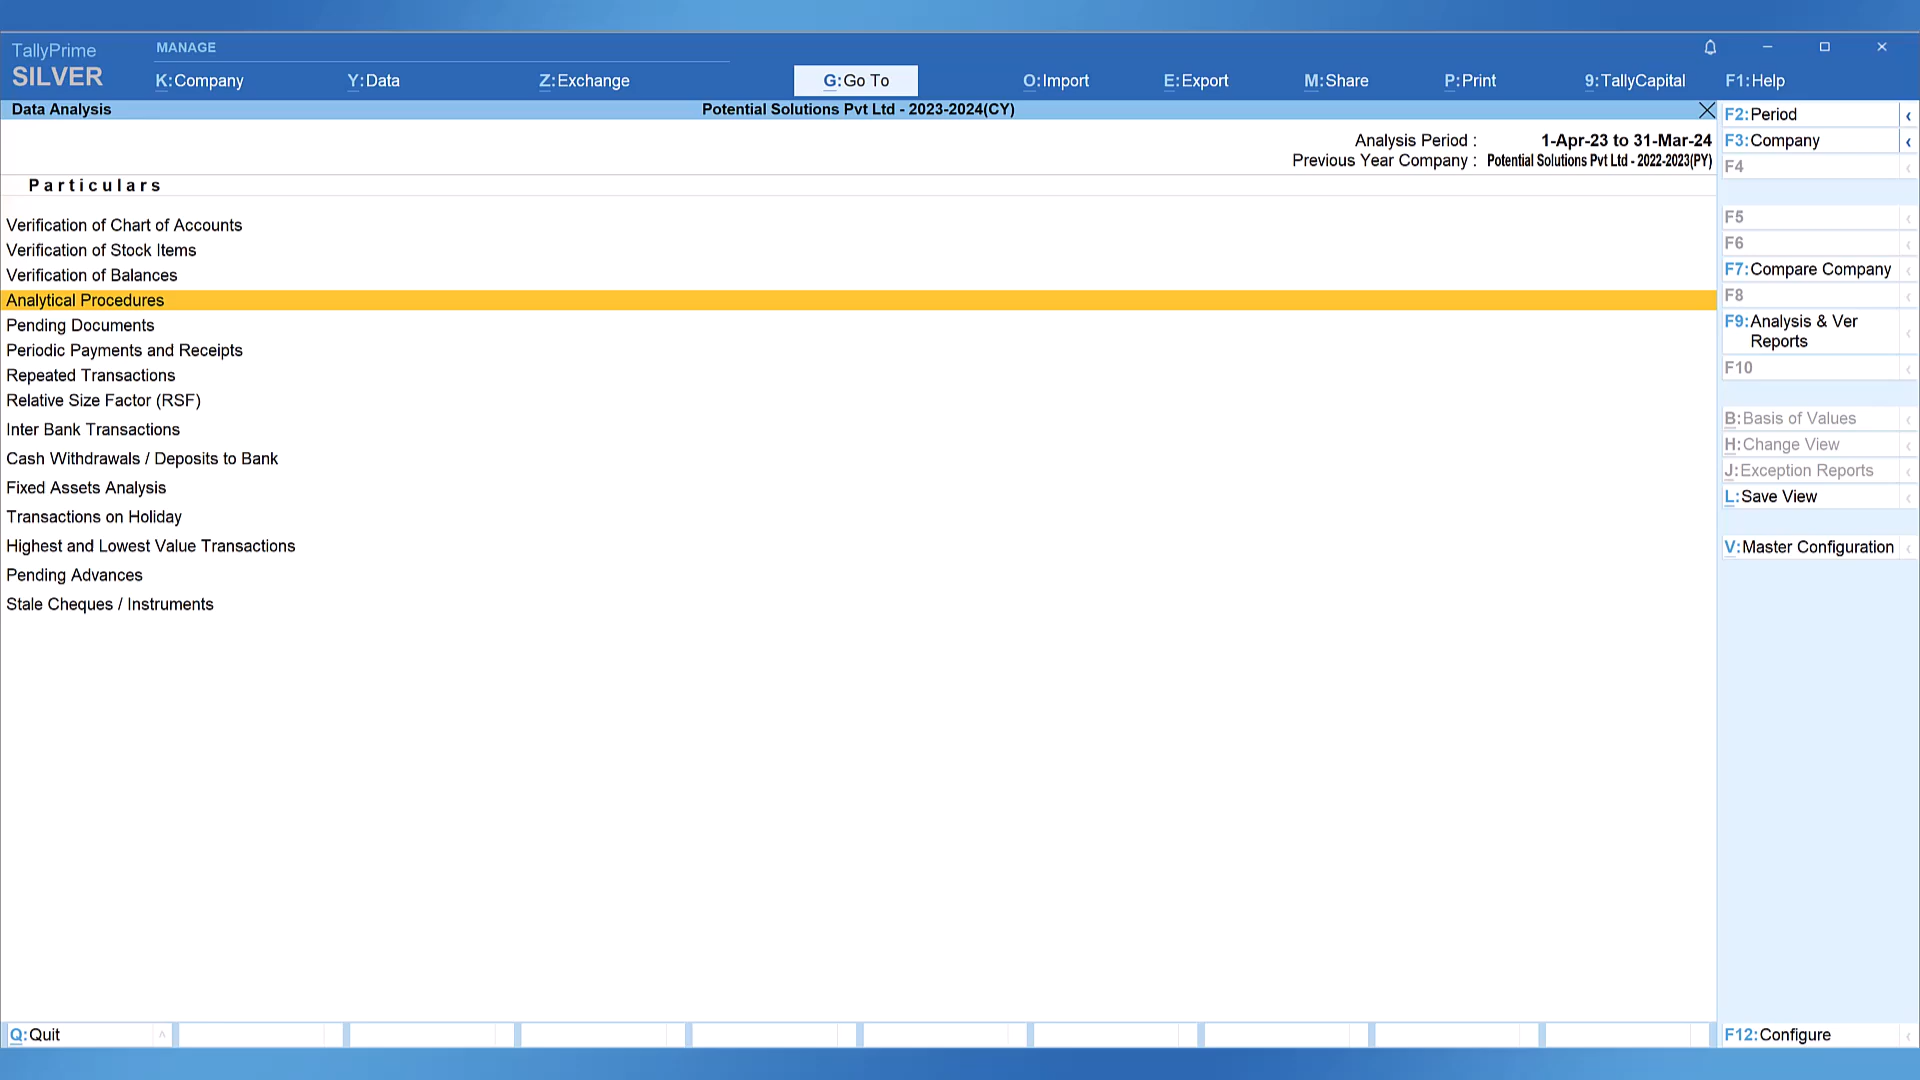 TallyPrime
SILVER
MANAGE
K:Company
Y:Data
Z:Exchange
G:Go To
O:Import
E:Export
M:Share
P:Print
9:TallyCapital
F1:Help
Data Analysis
Potential Solutions Pvt Ltd - 2023-2024(CY)
Analysis Period : 1-Apr-23 to 31-Mar-24
Previous Year Company : Potential Solutions Pvt Ltd - 2022-2023(PY)
Particulars
Verification of Chart of Accounts
Verification of Stock Items
Verification of Balances
Analytical Procedures
Pending Documents
Periodic Payments and Receipts
Repeated Transactions
Relative Size Factor (RSF)
Inter Bank Transactions
Cash Withdrawals / Deposits to Bank
Fixed Assets Analysis
Transactions on Holiday
Highest and Lowest Value Transactions
Pending Advances
Stale Cheques / Instruments
F2:Period
F3:Company
F4
F5
F6
F7:Compare Company
F8
F9:Analysis & Ver
Reports
F10
B:Basis of Values
H:Change View
J:Exception Reports
L:Save View
V:Master Configuration
Q:Quit
F12:Configure